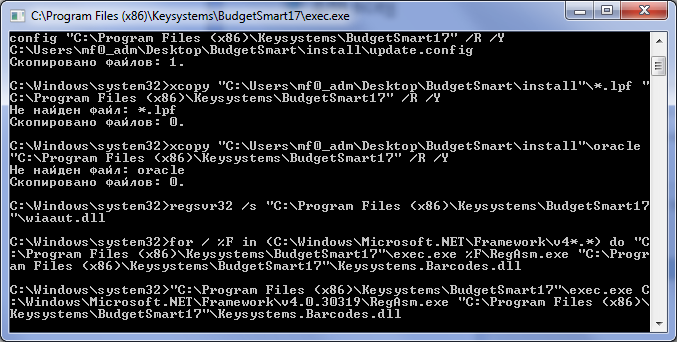 C:\Program Files (x86)\Keysystems\BudgetSmart17\exec.exe
config "C:\Program Files (x86)\Keysystems\BudgetSmart17" /R /Y
C:\Users\mf0_adm\Desktop\BudgetSmart\install\update.config
Скопировано файлов: 1.
C:\Windows\system32>xcopy "C:\Users\mf0_adm\Desktop\BudgetSmart\install"\*.lpf "
C:\Program Files (x86)\Keysystems\BudgetSmart17" /R /Y
Не найден файл: *.lpf
Скопировано файлов: 0.
C:\Windows\system32>xcopy "C:\Users\mf0_adm\Desktop\BudgetSmart\install"\oracle
"C:\Program Files (x86)\Keysystems\BudgetSmart17" /R /Y
Не найден файл: oracle
Скопировано файлов: 0.
C:\Windows\system32>regsvr32 /s "C:\Program Files (x86)\Keysystems\BudgetSmart17
"\wiaaut.dll
C:\Windows\system32>for / %F in (C:\Windows\Microsoft.NET\Framework\v4*.*) do "C
:\Program Files (x86)\Keysystems\BudgetSmart17"\exec.exe %F\RegAsm.exe "C:\Progr
am Files (x86)\Keysystems\BudgetSmart17"\Keysystems.Barcodes.dll
C:\Windows\system32>"C:\Program Files (x86)\Keysystems\BudgetSmart17"\exec.exe C
:\Windows\Microsoft.NET\Framework\v4.0.30319\RegAsm.exe "C:\Program Files (x86)\
Keysystems\BudgetSmart17"\Keysystems.Barcodes.dll